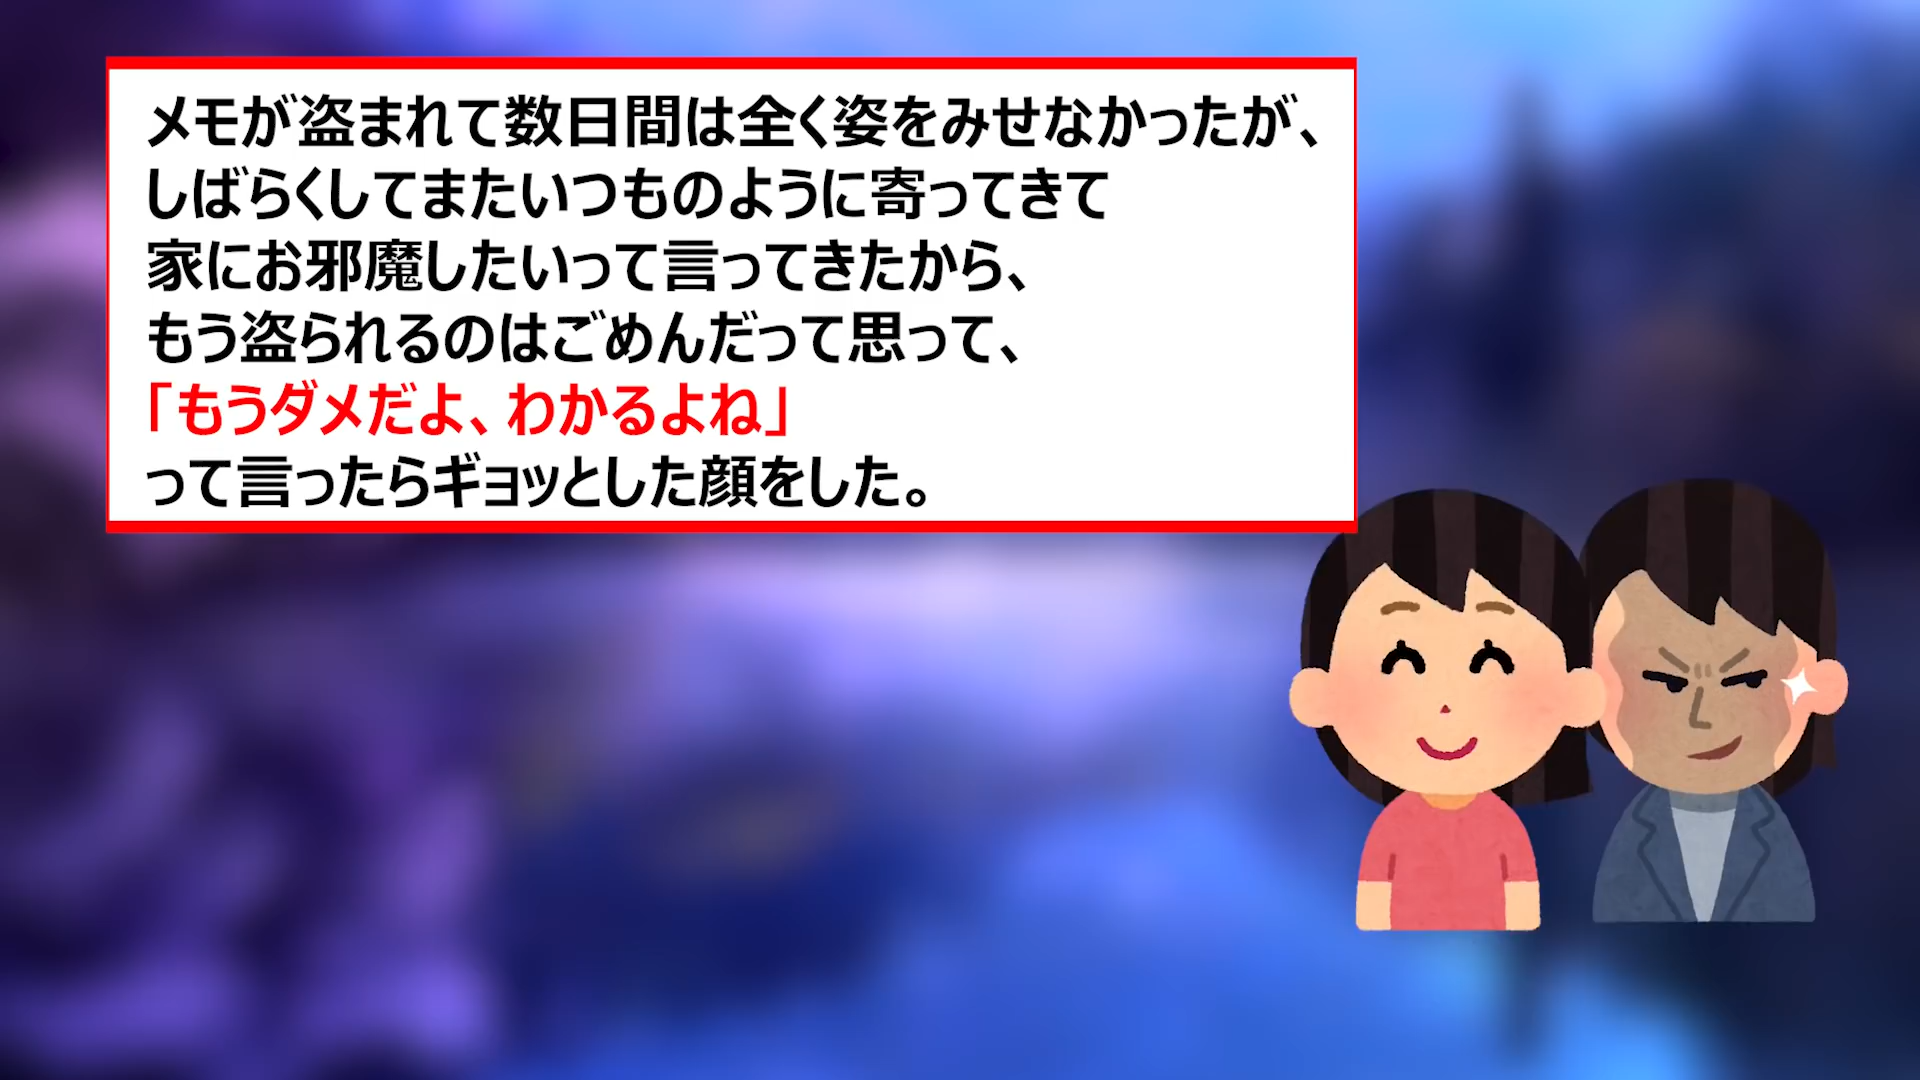 メモが盗まれて数日間は全く姿をみせなかったが、
しばらくしてまたいつものように寄ってきて
家にお邪魔したいって言ってきたから、
もう盗られるのはごめんだって思って、
「もうダメだよ、わかるよね」
って言ったらギョッとした顔をした。